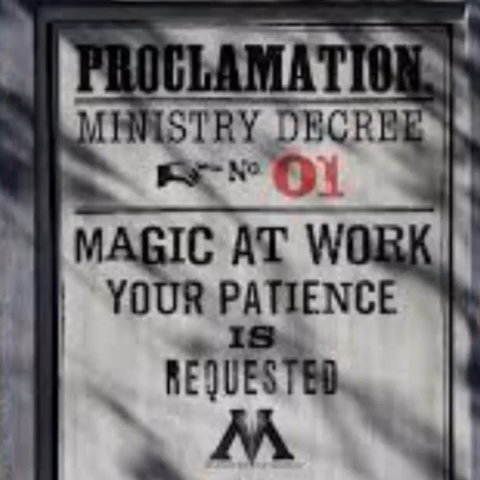 PROCLAMATION.
MINISTRY DECREE
No. 01
MAGIC AT WORK
YOUR PATIENCE
IS
REQUESTED
M